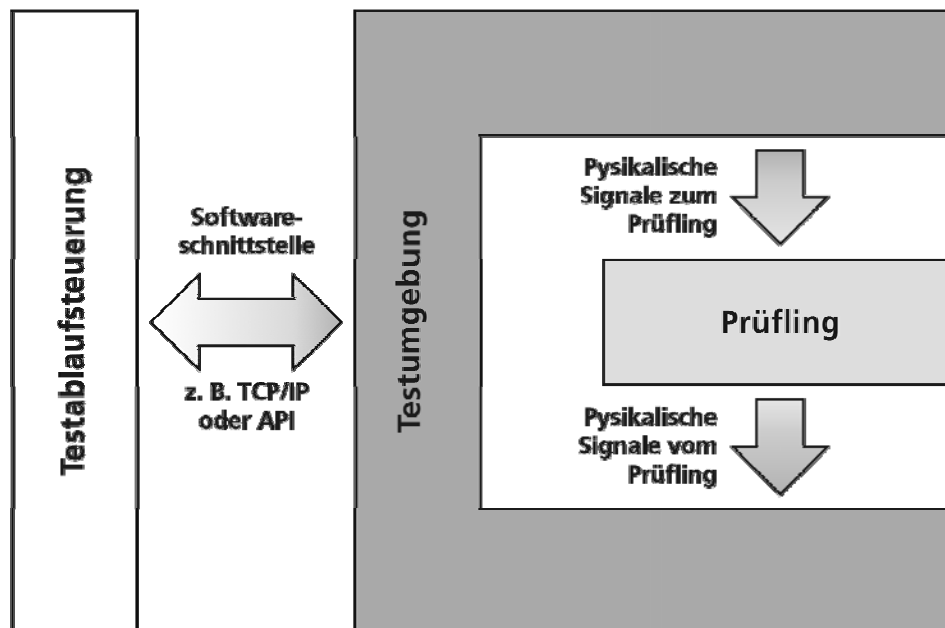 Testablaufsteuerung
Software-
schnittstelle
z. B. TCP/IP
oder API
Testumgebung
Pysikalische
Signale zum
Prüfling
Prüfling
Pysikalische
Signale vom
Prüfling